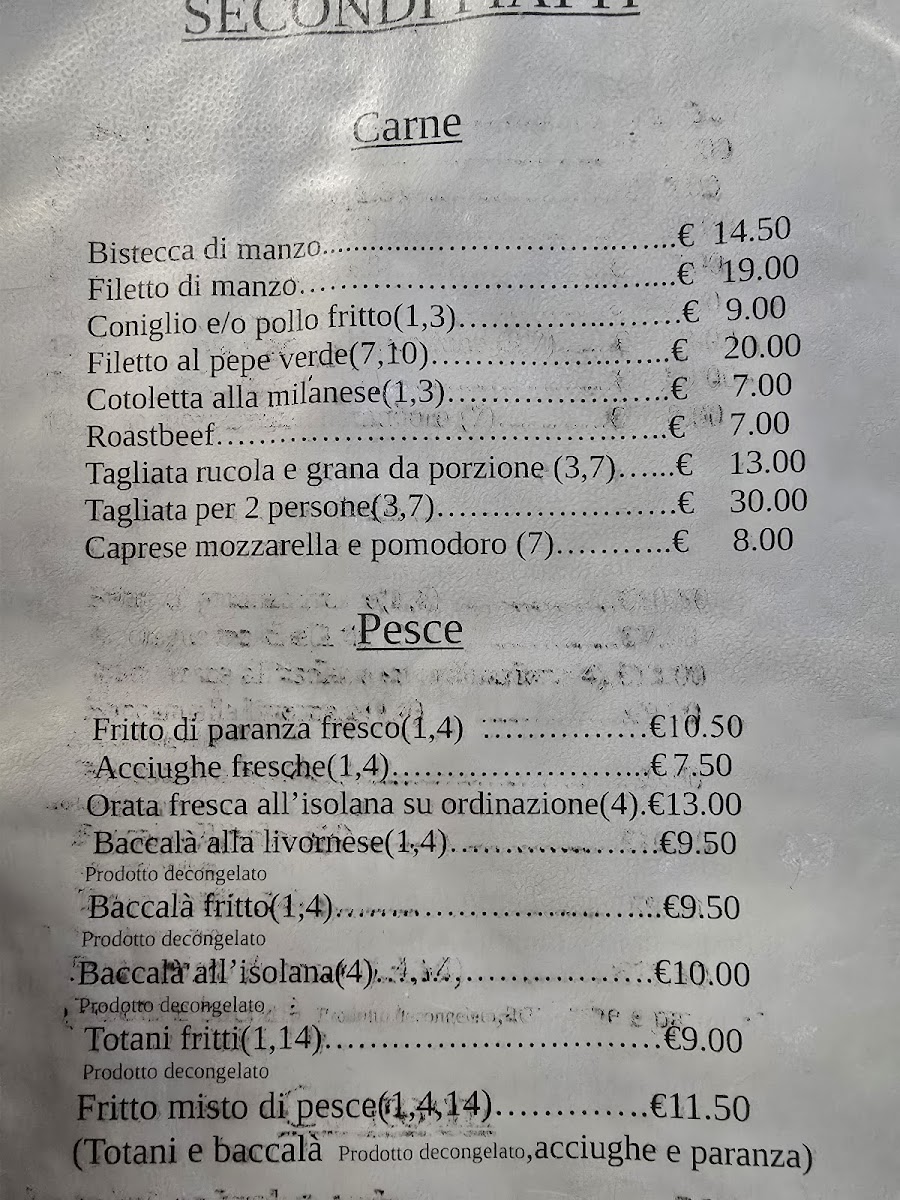 SECONDI PIATTI
Carne
Bistecca di manzo...............................................€ 14.50
Filetto di manzo..................................................€ 19.00
Coniglio e/o pollo fritto(1,3)............................€ 9.00
Filetto al pepe verde(7,10)..............................€ 20.00
Cotoletta alla milanese(1,3)............................€ 7.00
Roastbeef..........................................................€ 7.00
Tagliata rucola e grana da porzione (3,7)......€ 13.00
Tagliata per 2 persone(3,7)..............................€ 30.00
Caprese mozzarella e pomodoro (7)...........€ 8.00
Pesce
Fritto di paranza fresco(1,4) .....................€10.50
Acciughe fresche(1,4)................................€ 7.50
Orata fresca all’isolana su ordinazione(4).€13.00
Baccalà alla livornese(1,4).........................€9.50
Prodotto decongelato
Baccalà fritto(1,4).......................................€9.50
Prodotto decongelato
Baccalà all’isolana(4)..................................€10.00
Prodotto decongelato
Totani fritti(1,14).........................................€9.00
Prodotto decongelato
Fritto misto di pesce(1,4,14)..................€11.50
(Totani e baccalà Prodotto decongelato,acciughe e paranza)